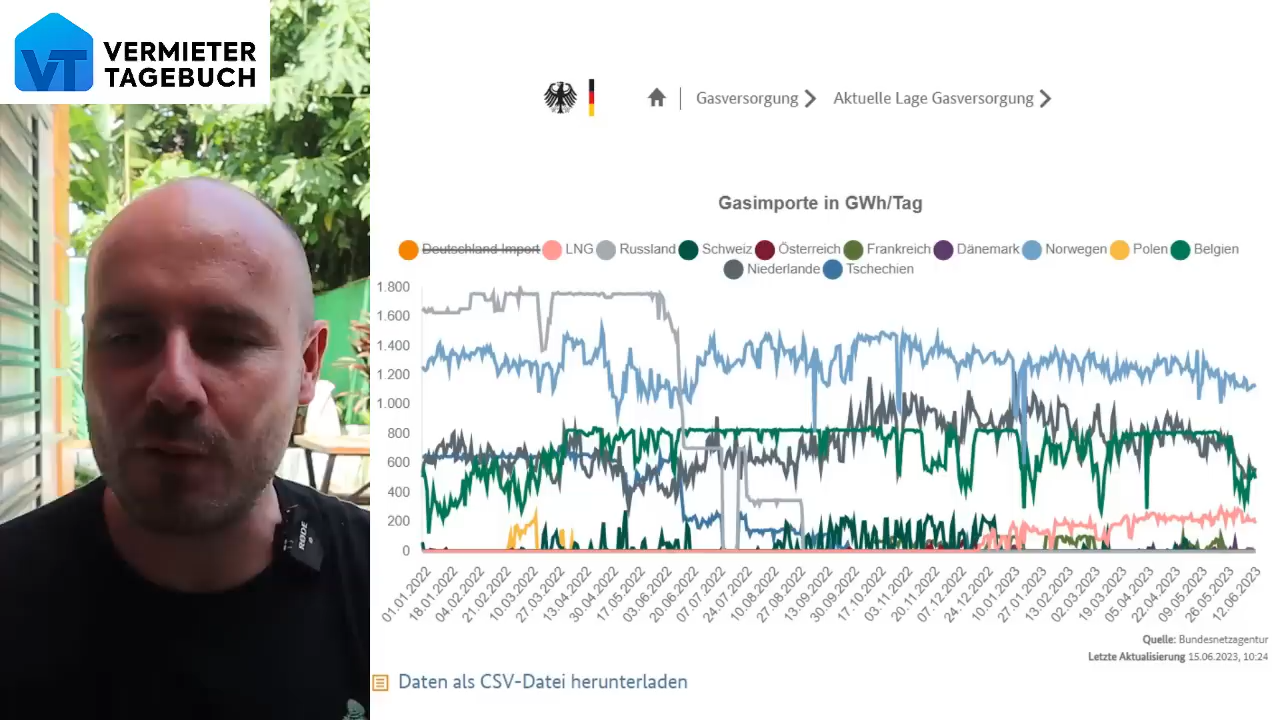 VERMIETER
TAGEBUCH
VT
Gasversorgung
Aktuelle Lage Gasversorgung
Gasimporte in GWh/Tag
Deutschland Import LNG Russland Schweiz Österreich Frankreich Dänemark Norwegen Polen Belgien
Niederlande Tschechien
1.800
1.600
1.400
1.200
1.000
800
600
400
200
0
01.01.2022 18.01.2022 04.02.2022 21.02.2022 10.03.2022 27.03.2022 13.04.2022 30.04.2022 17.05.2022 03.06.2022 20.06.2022 07.07.2022 24.07.2022 10.08.2022 27.08.2022 13.09.2022 30.09.2022 17.10.2022 03.11.2022 20.11.2022 07.12.2022 24.12.2022 10.01.2023 27.01.2023 13.02.2023 02.03.2023 19.03.2023 05.04.2023 22.04.2023 09.05.2023 26.05.2023 12.06.2023
RØDE
Quelle: Bundesnetzagentur
Letzte Aktualisierung 15.06.2023, 10:24
Daten als CSV-Datei herunterladen